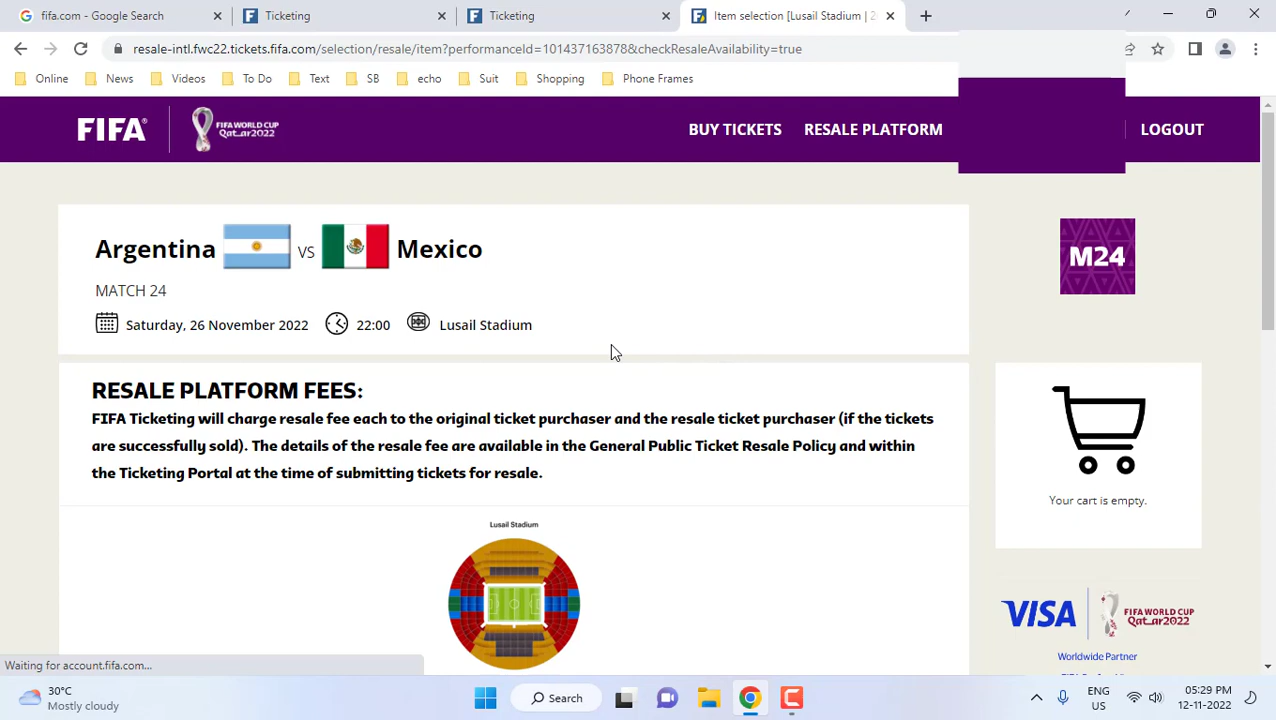 fifa.com - Google Search
Ticketing
Ticketing
Item selection [Lusail Stadium | 2
resale-intl.fwc22.tickets.fifa.com/selection/resale/item?performanceId=101437163878&checkResaleAvailability=true
Online
News
Videos
To Do
Text
SB
echo
Suit
Shopping
Phone Frames
FIFA®
FIFA WORLD CUP
Qatar2022
BUY TICKETS
RESALE PLATFORM
LOGOUT
Argentina VS Mexico
M24
MATCH 24
Saturday, 26 November 2022 22:00 Lusail Stadium
RESALE PLATFORM FEES:
FIFA Ticketing will charge resale fee each to the original ticket purchaser and the resale ticket purchaser (if the tickets
are successfully sold). The details of the resale fee are available in the General Public Ticket Resale Policy and within
the Ticketing Portal at the time of submitting tickets for resale.
Your cart is empty.
Lusail Stadium
VISA
FIFA WORLD CUP
Qatar2022
Worldwide Partner
Waiting for account.fifa.com...
30°C
Mostly cloudy
Search
ENG
US
05:29 PM
12-11-2022